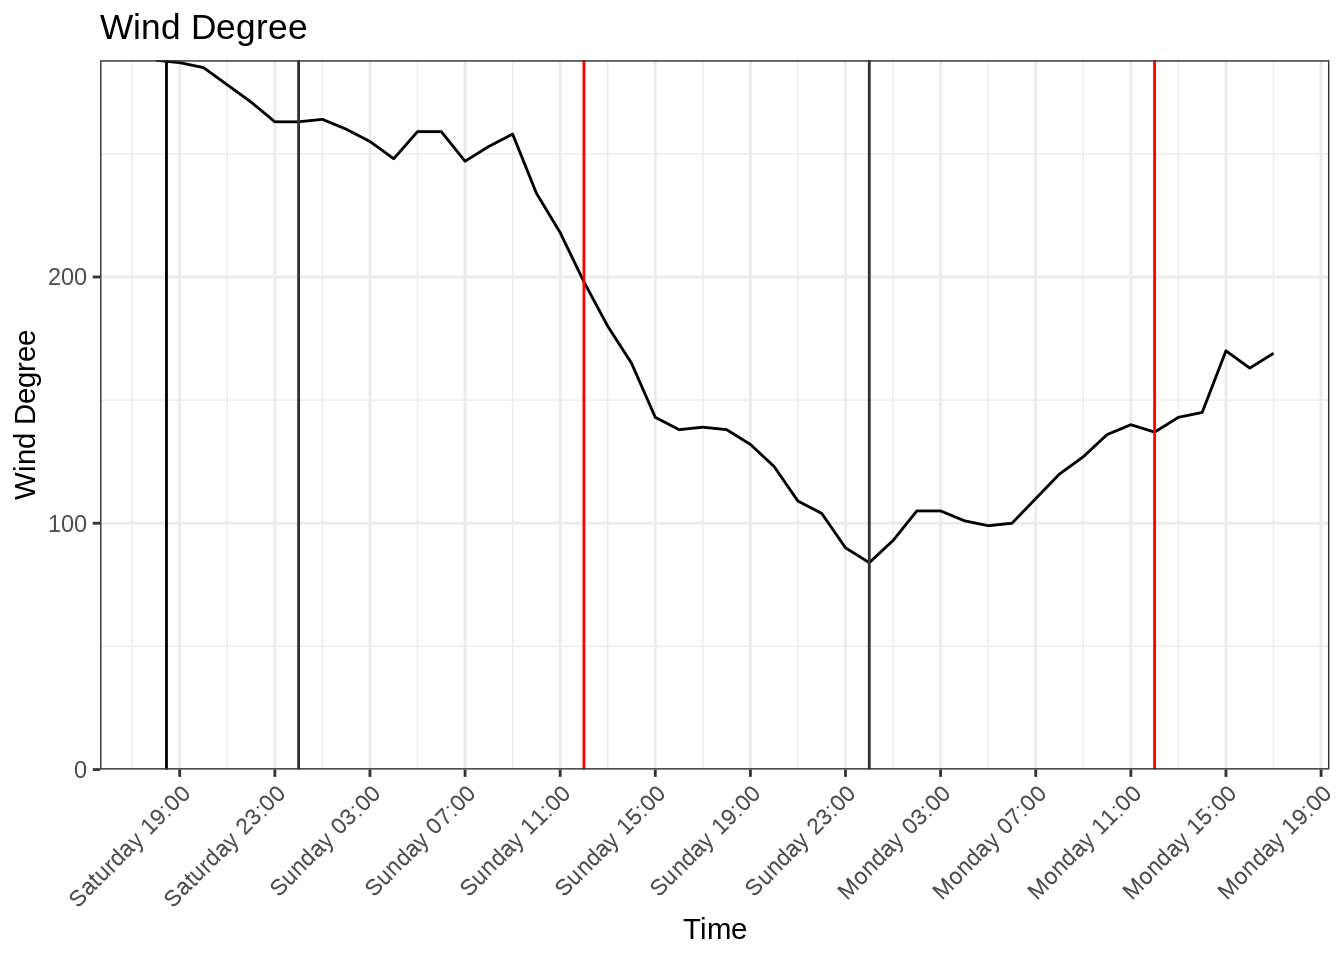 Wind Degree
Wind Degree
200
100
0
Saturday 19:00
Saturday 23:00
Sunday 03:00
Sunday 07:00
Sunday 11:00
Sunday 15:00
Sunday 19:00
Sunday 23:00
Monday 03:00
Monday 07:00
Monday 11:00
Monday 15:00
Monday 19:00
Time